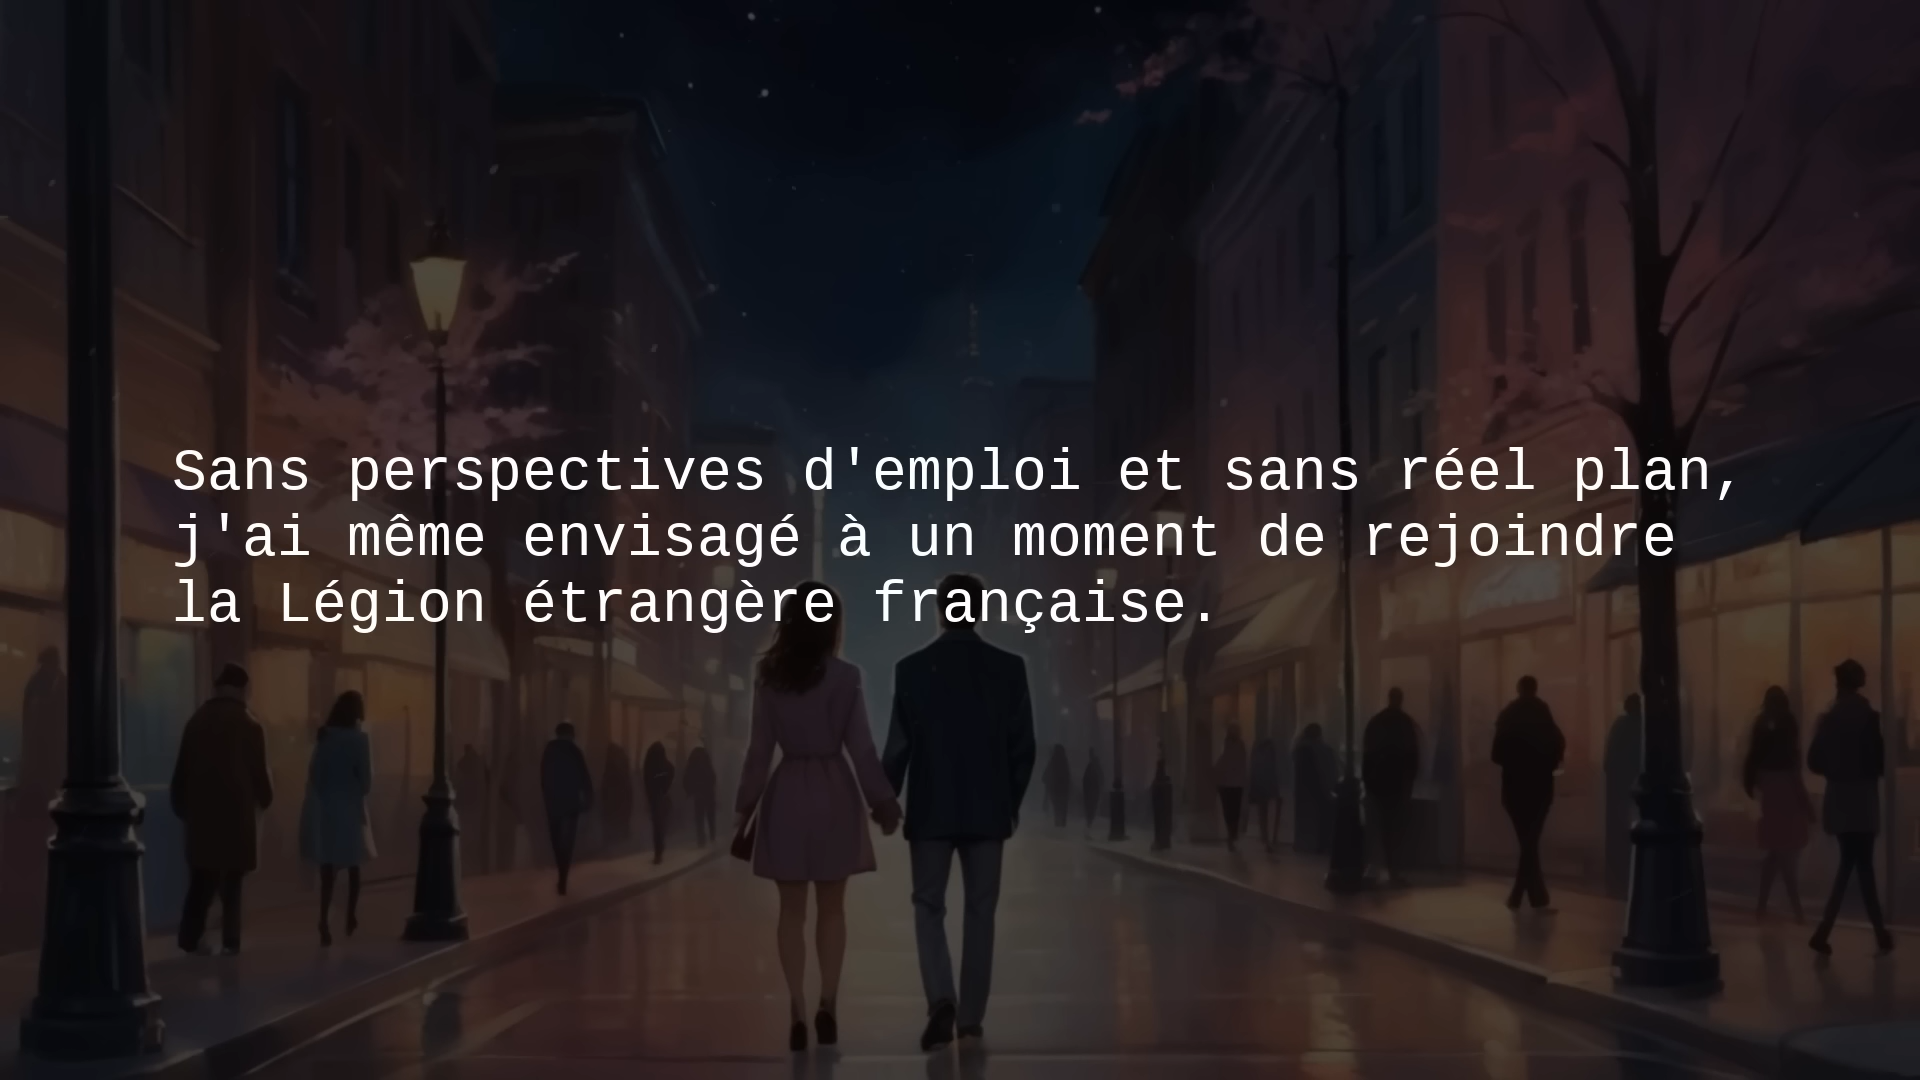 Sans perspectives d'emploi et sans réel plan,
j'ai même envisagé à un moment de rejoindre
la Légion étrangère française.